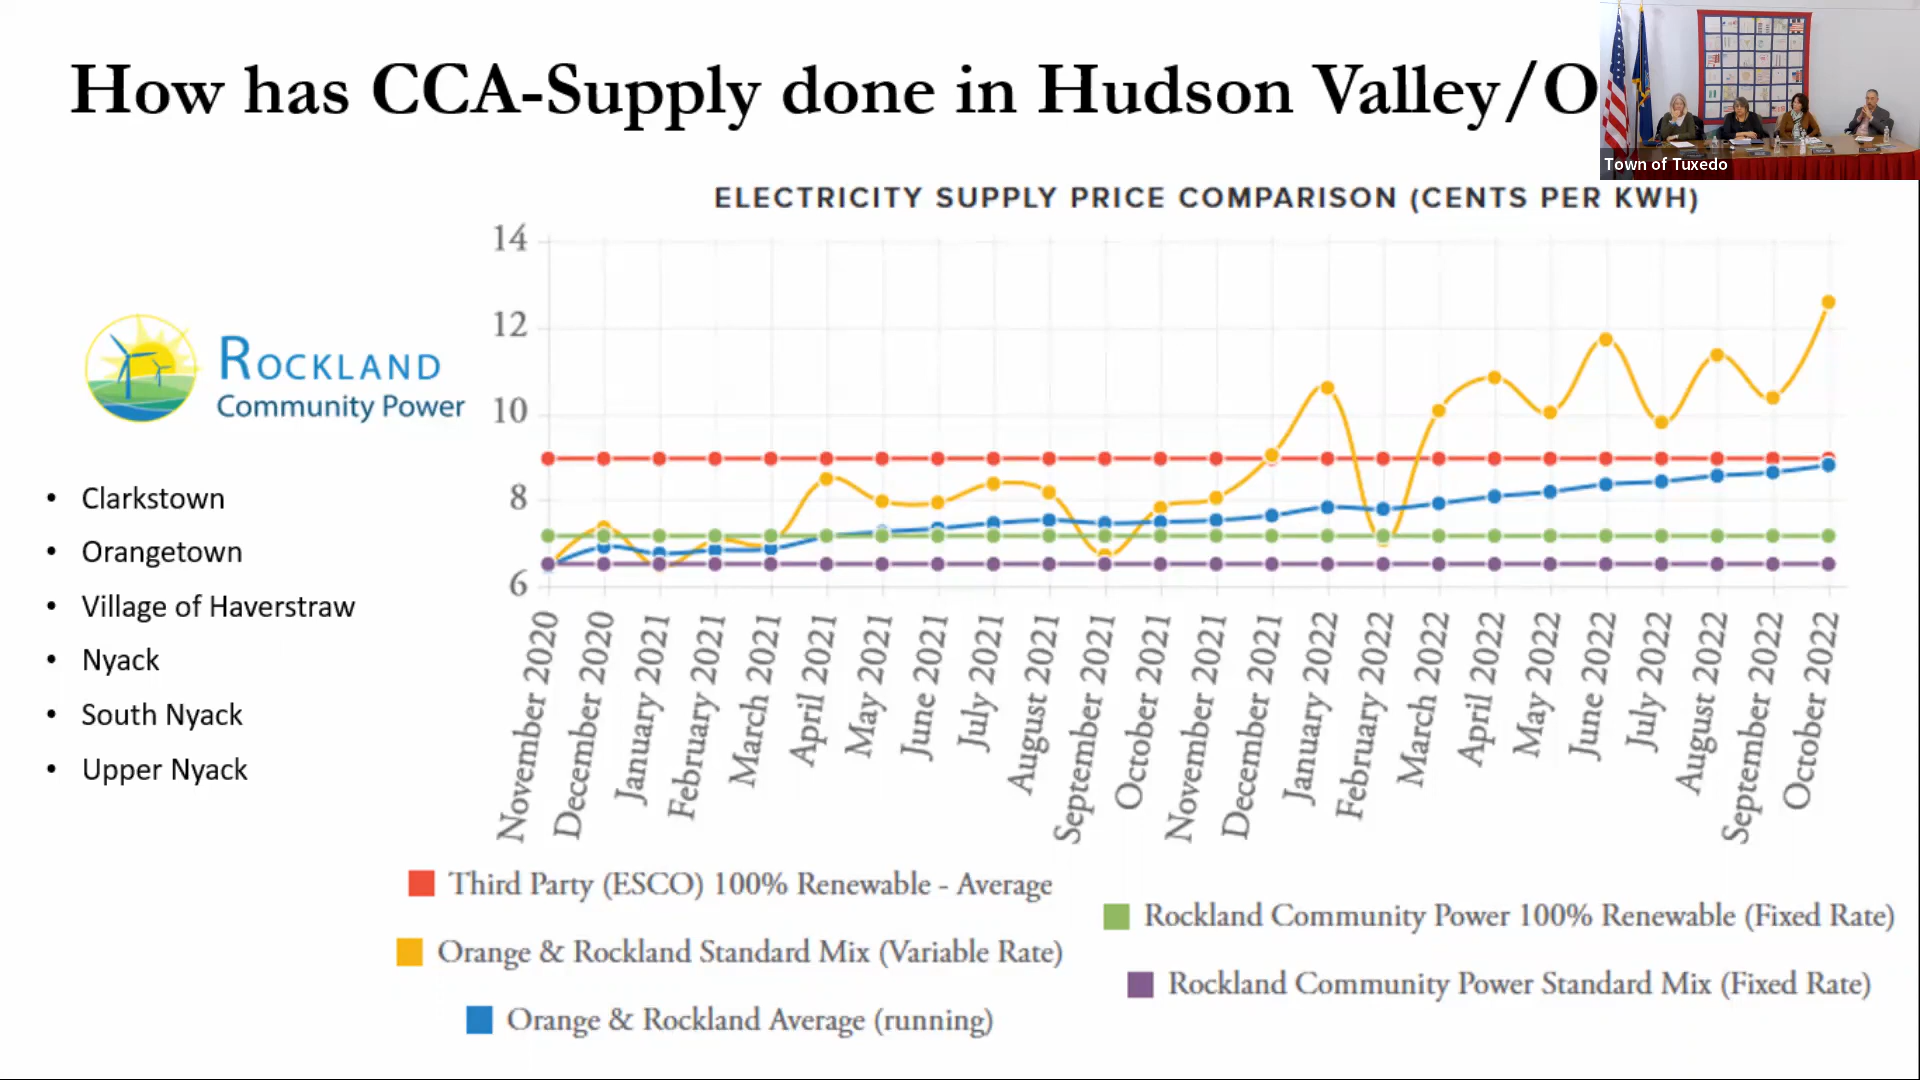 How has CCA-Supply done in Hudson Valley/O
Town of Tuxedo
ELECTRICITY SUPPLY PRICE COMPARISON (CENTS PER KWH)
14
12
10
8
6
ROCKLAND
Community Power
• Clarkstown
• Orangetown
• Village of Haverstraw
• Nyack
• South Nyack
• Upper Nyack
November 2020
December 2020
January 2021
February 2021
March 2021
April 2021
May 2021
June 2021
July 2021
August 2021
September 2021
October 2021
November 2021
December 2021
January 2022
February 2022
March 2022
April 2022
May 2022
June 2022
July 2022
August 2022
September 2022
October 2022
Third Party (ESCO) 100% Renewable - Average
Orange & Rockland Standard Mix (Variable Rate)
Orange & Rockland Average (running)
Rockland Community Power 100% Renewable (Fixed Rate)
Rockland Community Power Standard Mix (Fixed Rate)